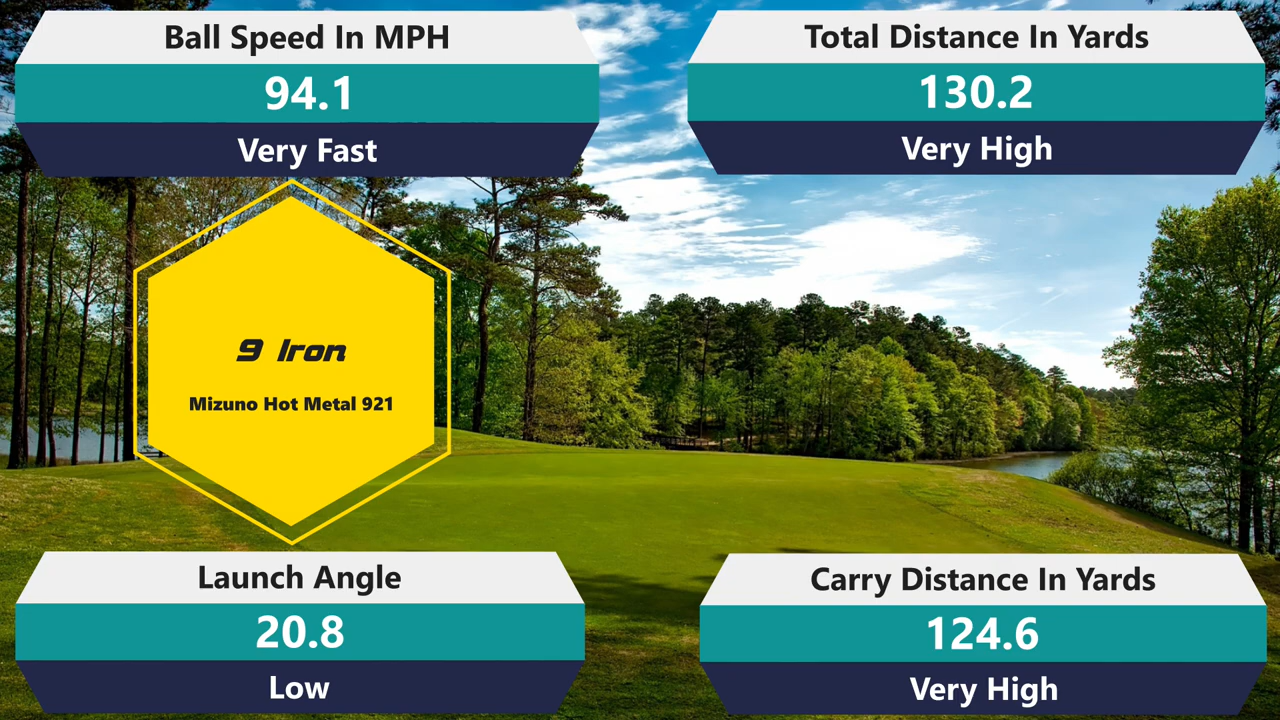 Ball Speed In MPH
94.1
Very Fast
Total Distance In Yards
130.2
Very High
9 Iron
Mizuno Hot Metal 921
Launch Angle
20.8
Low
Carry Distance In Yards
124.6
Very High